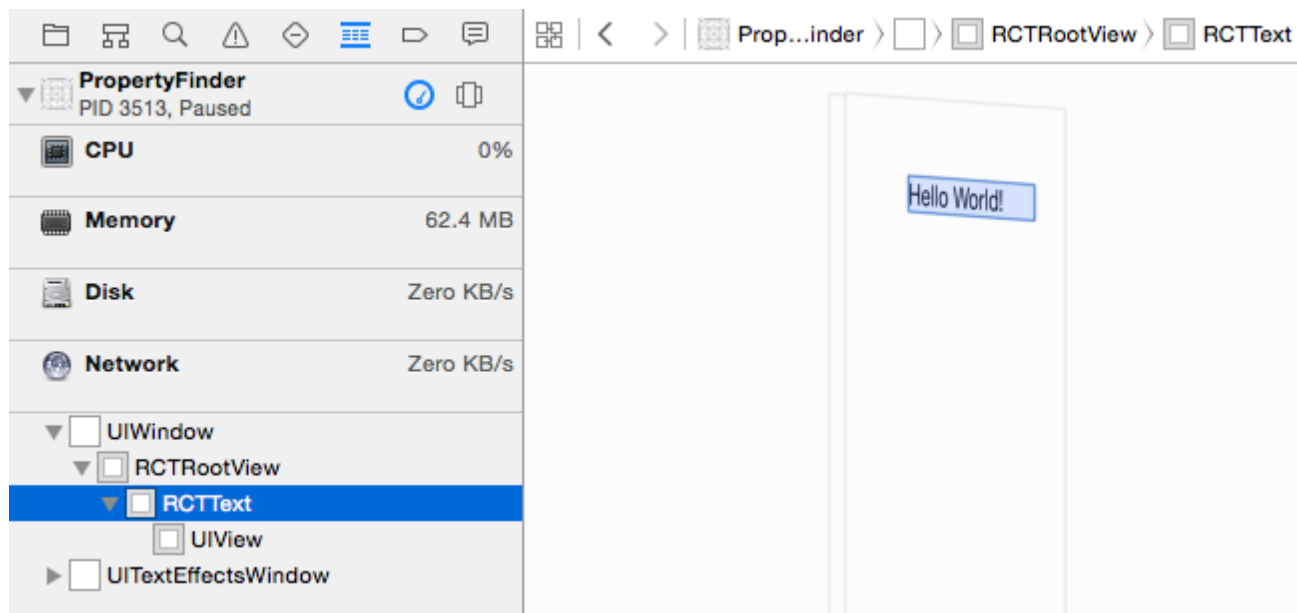 Prop...inder RCTRootView RCTText
PropertyFinder
PID 3513, Paused
CPU 0%
Memory 62.4 MB
Disk Zero KB/s
Network Zero KB/s
UIWindow
RCTRootView
RCTText
UIView
UITextEffectsWindow
Hello World!